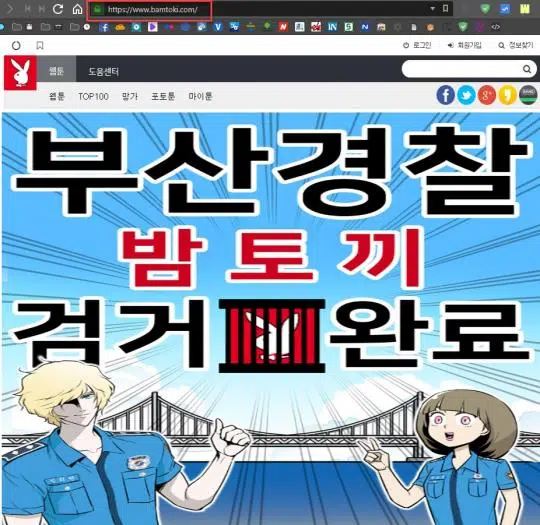 https://www.bamtoki.com/
로그인 회원가입 정보찾기
웹툰 도움센터
웹툰 TOP100 망가 포토툰 마이툰
부산경찰
밤토끼
검거 완료